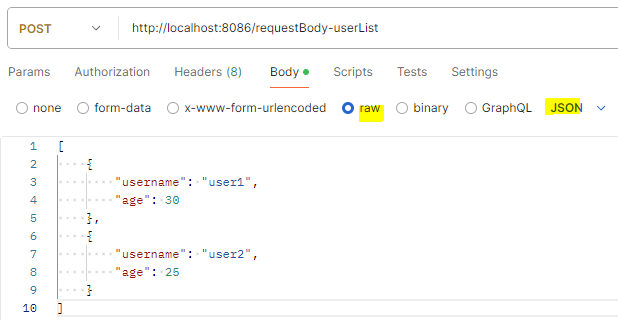 POST http://localhost:8086/requestBody-userList
Params Authorization Headers (8) Body Scripts Tests Settings
none form-data x-www-form-urlencoded raw binary GraphQL JSON
1 [
2 {
3 "username": "user1",
4 "age": 30
5 },
6 {
7 "username": "user2",
8 "age": 25
9 }
10 ]